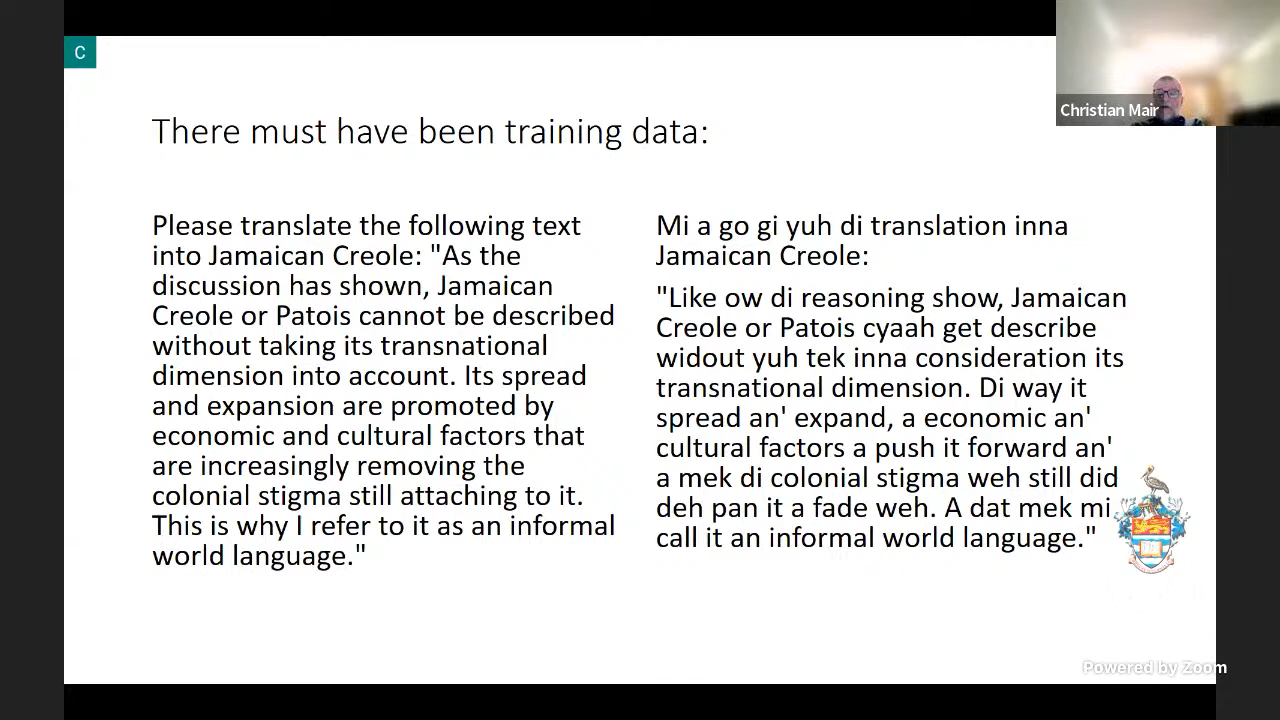 C
Christian Mair
There must have been training data:
Please translate the following text
into Jamaican Creole: "As the
discussion has shown, Jamaican
Creole or Patois cannot be described
without taking its transnational
dimension into account. Its spread
and expansion are promoted by
economic and cultural factors that
are increasingly removing the
colonial stigma still attaching to it.
This is why I refer to it as an informal
world language."
Mi a go gi yuh di translation inna
Jamaican Creole:
"Like ow di reasoning show, Jamaican
Creole or Patois cyaah get describe
widout yuh tek inna consideration its
transnational dimension. Di way it
spread an' expand, a economic an'
cultural factors a push it forward an'
a mek di colonial stigma weh still did
deh pan it a fade weh. A dat mek mi
call it an informal world language."
Powered by Zoom